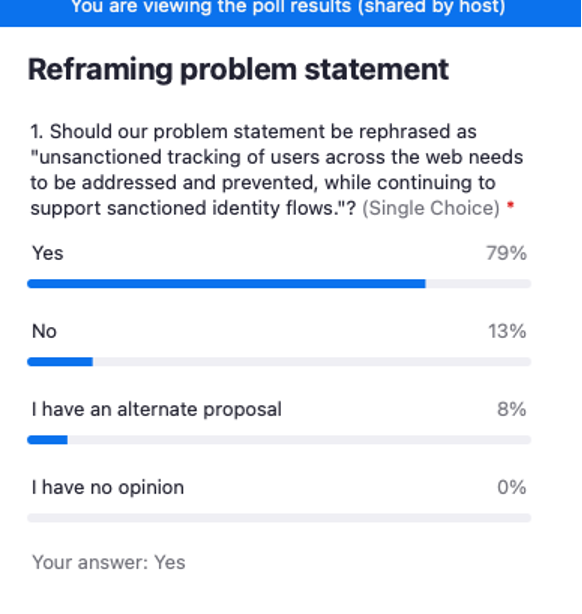 You are viewing the poll results (shared by host)
Reframing problem statement
1. Should our problem statement be rephrased as
"unsanctioned tracking of users across the web needs
to be addressed and prevented, while continuing to
support sanctioned identity flows."? (Single Choice) *
Yes 79%
No 13%
I have an alternate proposal 8%
I have no opinion 0%
Your answer: Yes